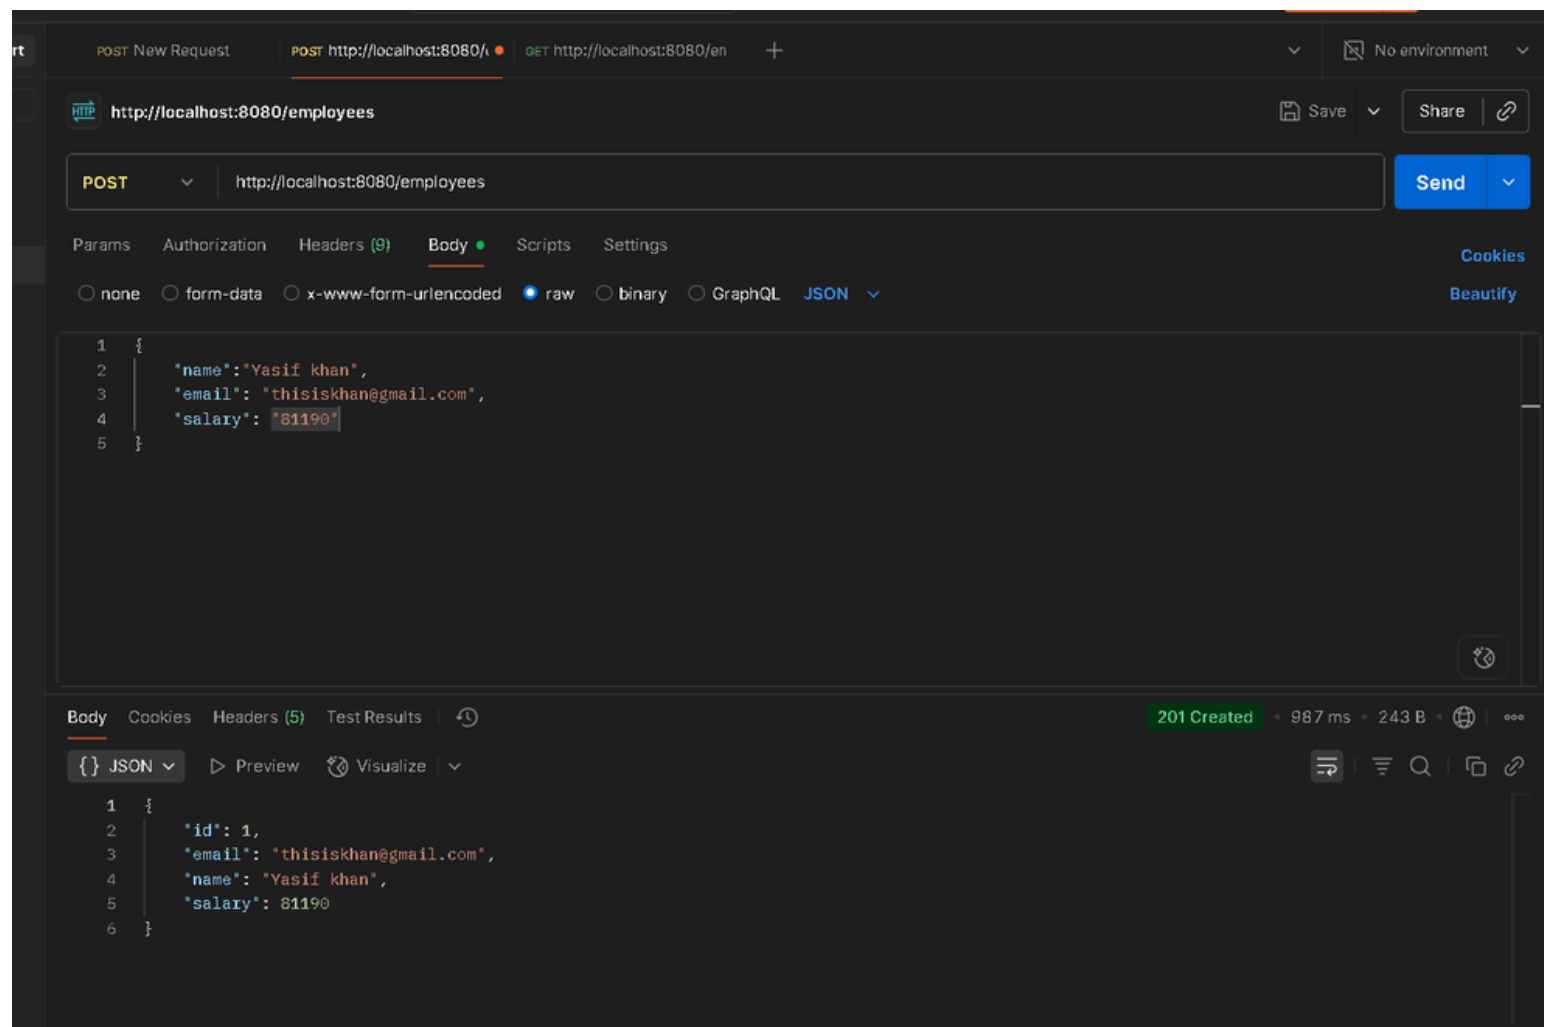 rt
POST New Request
POST http://localhost:8080/
GET http://localhost:8080/en
No environment
HTTP
http://localhost:8080/employees
Save
Share
POST
http://localhost:8080/employees
Send
Params Authorization Headers (9) Body Scripts Settings
Cookies
none form-data x-www-form-urlencoded raw binary GraphQL JSON
Beautify
1 {
2 "name":"Yasif khan",
3 "email": "thisiskhan@gmail.com",
4 "salary": "81190"
5 }
Body Cookies Headers (5) Test Results
201 Created • 987 ms • 243 B
{} JSON Preview Visualize
1 {
2 "id": 1,
3 "email": "thisiskhan@gmail.com",
4 "name": "Yasif khan",
5 "salary": 81190
6 }